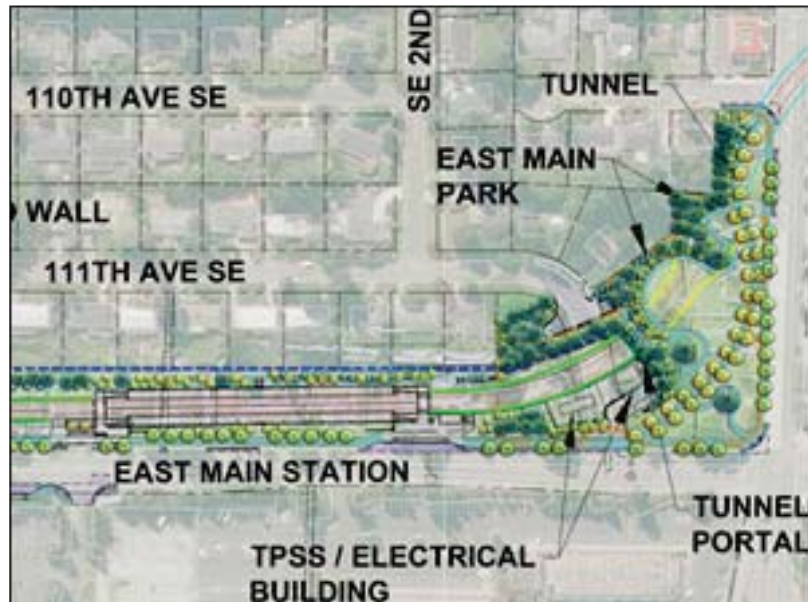 SE 2ND
110TH AVE SE
TUNNEL
EAST MAIN
PARK
WALL
111TH AVE SE
EAST MAIN STATION
TPSS / ELECTRICAL
BUILDING
TUNNEL
PORTAL